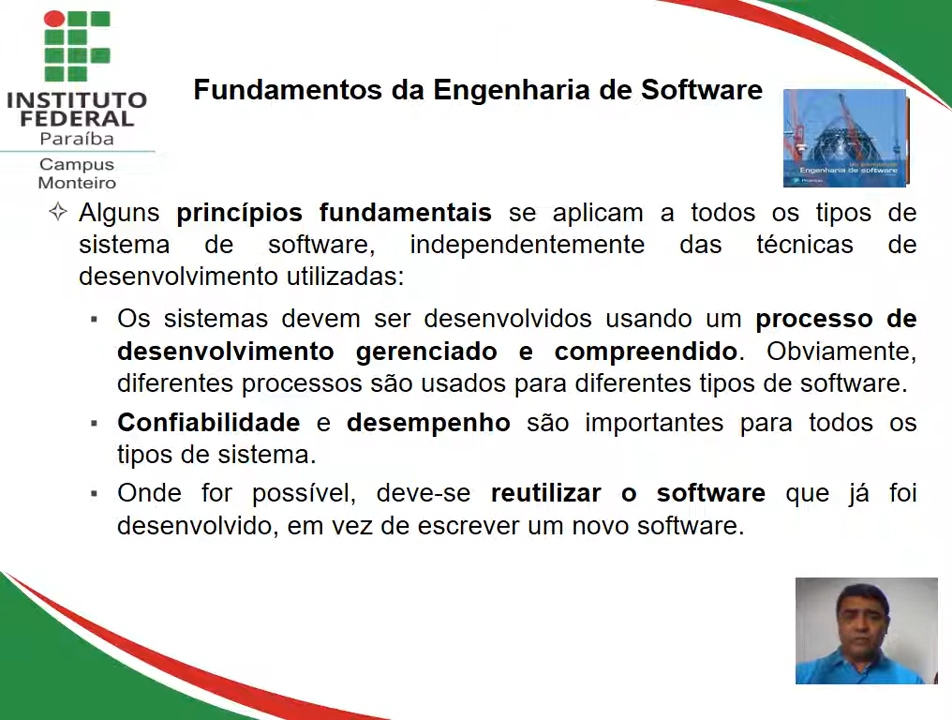 INSTITUTO
FEDERAL
Paraíba
Campus
Monteiro
Fundamentos da Engenharia de Software
Engenharia de software
✧ Alguns princípios fundamentais se aplicam a todos os tipos de
sistema de software, independentemente das técnicas de
desenvolvimento utilizadas:
▪ Os sistemas devem ser desenvolvidos usando um processo de
desenvolvimento gerenciado e compreendido. Obviamente,
diferentes processos são usados para diferentes tipos de software.
▪ Confiabilidade e desempenho são importantes para todos os
tipos de sistema.
▪ Onde for possível, deve-se reutilizar o software que já foi
desenvolvido, em vez de escrever um novo software.